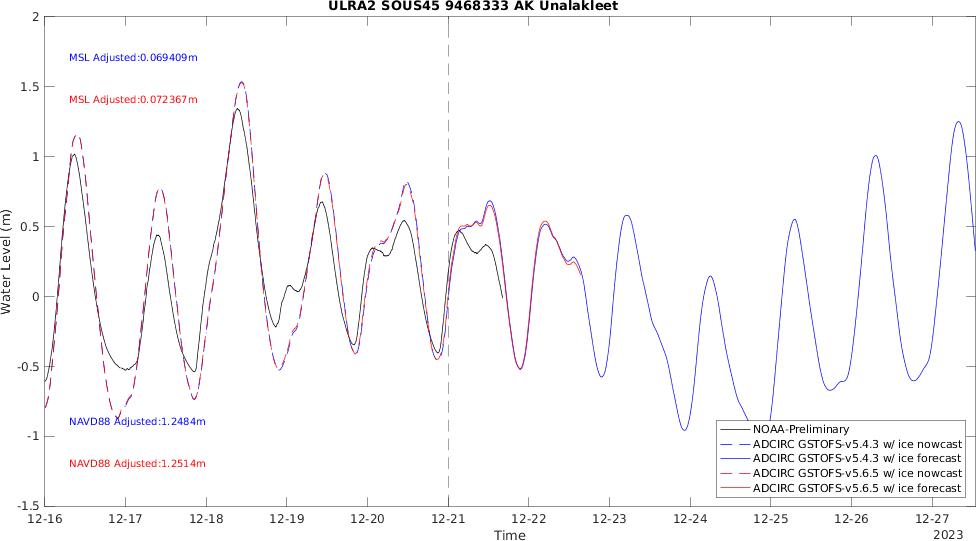 ULRA2 SOUS45 9468333 AK Unalakleet
MSL Adjusted:0.069409m
MSL Adjusted:0.072367m
NAVD88 Adjusted:1.2484m
NAVD88 Adjusted:1.2514m
Water Level (m)
2
1.5
1
0.5
0
-0.5
-1
-1.5
NOAA-Preliminary
ADCIRC GSTOFS-v5.4.3 w/ ice nowcast
ADCIRC GSTOFS-v5.4.3 w/ ice forecast
ADCIRC GSTOFS-v5.6.5 w/ ice nowcast
ADCIRC GSTOFS-v5.6.5 w/ ice forecast
12-16 12-17 12-18 12-19 12-20 12-21 12-22 12-23 12-24 12-25 12-26 12-27
Time
2023